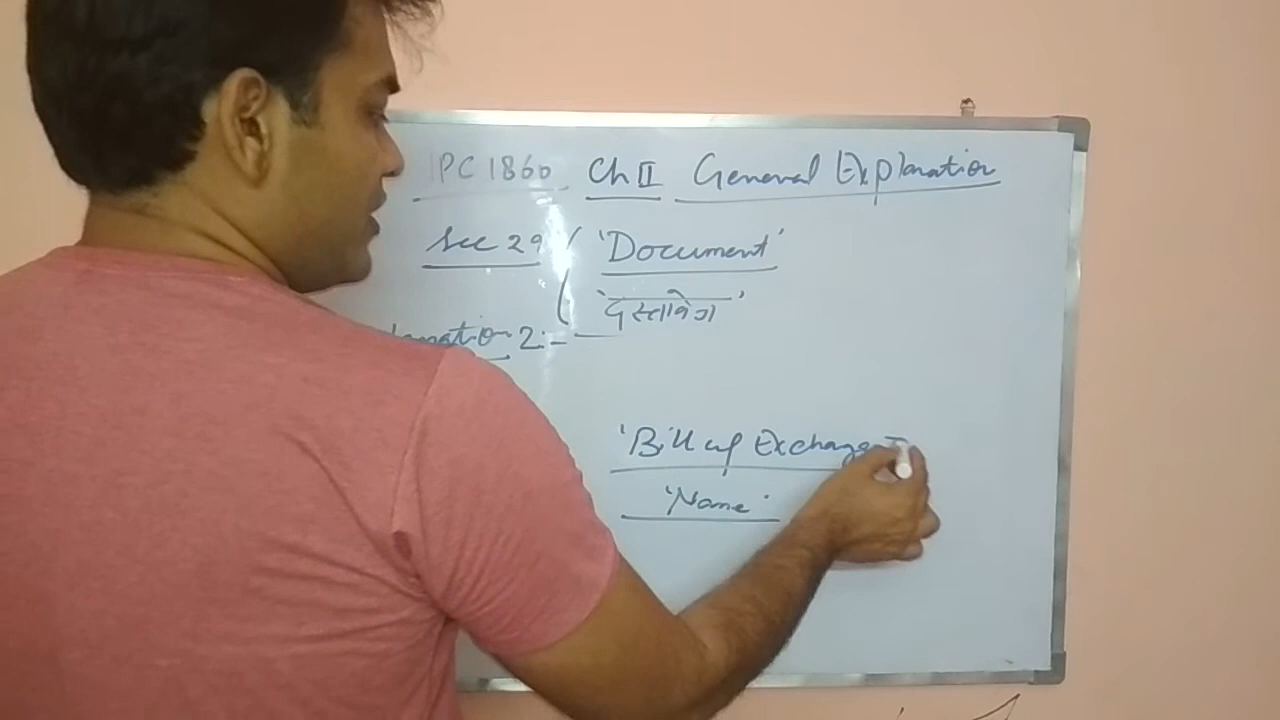 IPC 1860 Ch II General Explanation
Sec 29 ( 'Document'
'दस्तावेज'
2:-
'Bill of Exchange
'Name'